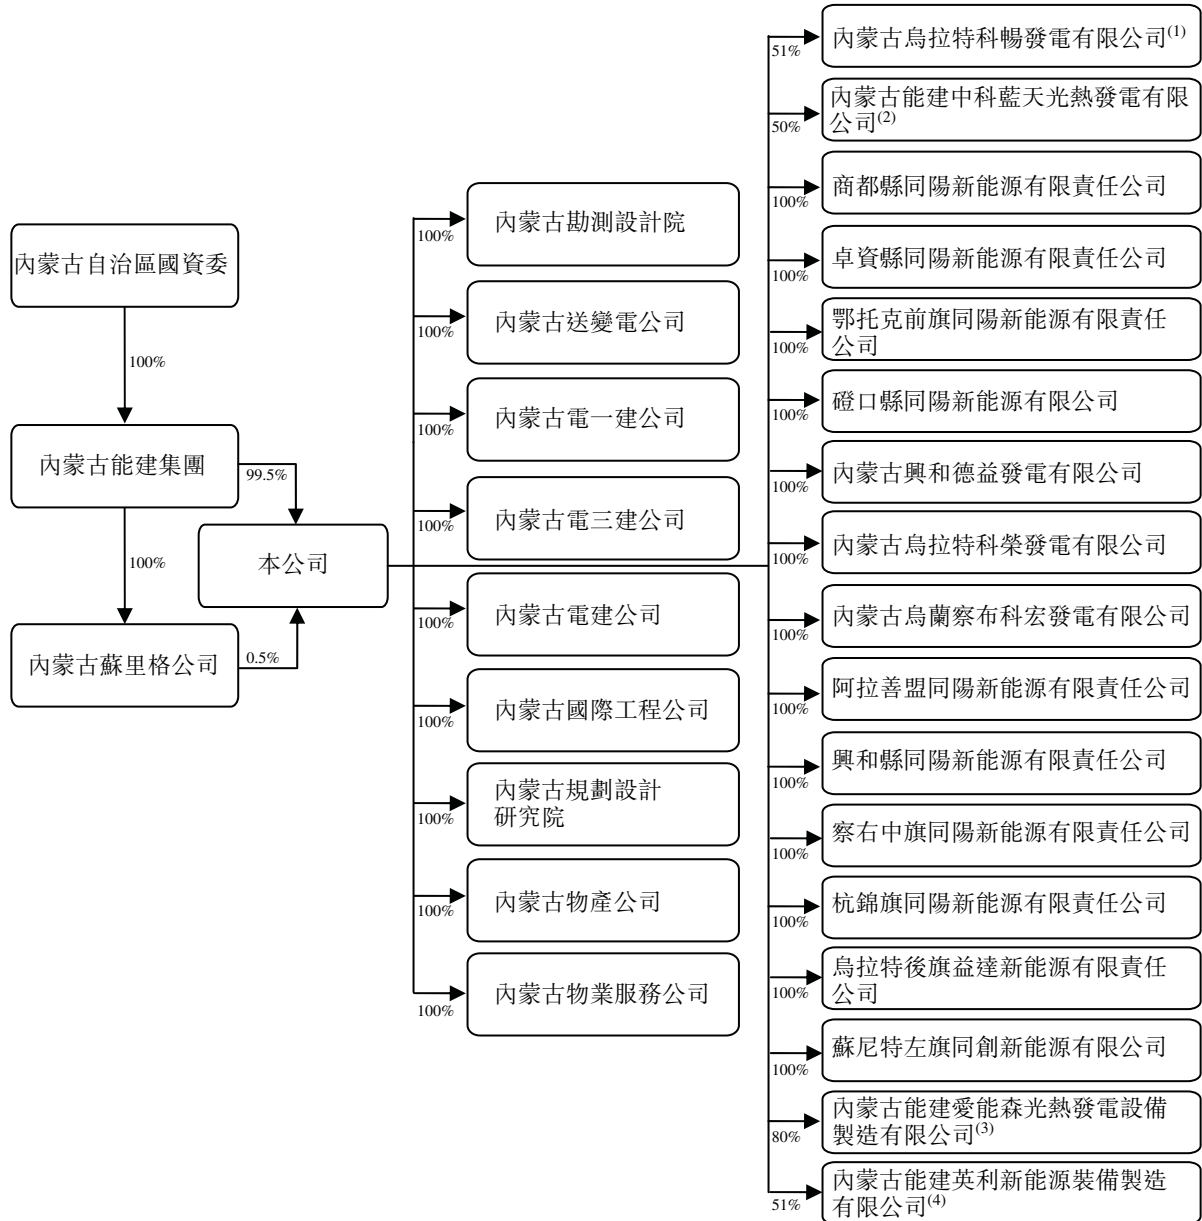 內蒙古自治區國資委
100%
內蒙古能建集團
99.5%
100%
本公司
內蒙古蘇里格公司
0.5%
100%
內蒙古勘測設計院
100%
內蒙古送變電公司
100%
內蒙古電一建公司
100%
內蒙古電三建公司
100%
內蒙古電建公司
100%
內蒙古國際工程公司
100%
內蒙古規劃設計
研究院
100%
內蒙古物產公司
100%
內蒙古物業服務公司
51%
內蒙古烏拉特科暢發電有限公司(1)
50%
內蒙古能建中科藍天光熱發電有限
公司(2)
100%
商都縣同陽新能源有限責任公司
100%
卓資縣同陽新能源有限責任公司
100%
鄂托克前旗同陽新能源有限責任
公司
100%
磴口縣同陽新能源有限公司
100%
內蒙古興和德益發電有限公司
100%
內蒙古烏拉特科榮發電有限公司
100%
內蒙古烏蘭察布科宏發電有限公司
100%
阿拉善盟同陽新能源有限責任公司
100%
興和縣同陽新能源有限責任公司
100%
察右中旗同陽新能源有限責任公司
100%
杭錦旗同陽新能源有限責任公司
100%
烏拉特後旗益達新能源有限責任
公司
100%
蘇尼特左旗同創新能源有限公司
80%
內蒙古能建愛能森光熱發電設備
製造有限公司(3)
51%
內蒙古能建英利新能源裝備製造
有限公司(4)